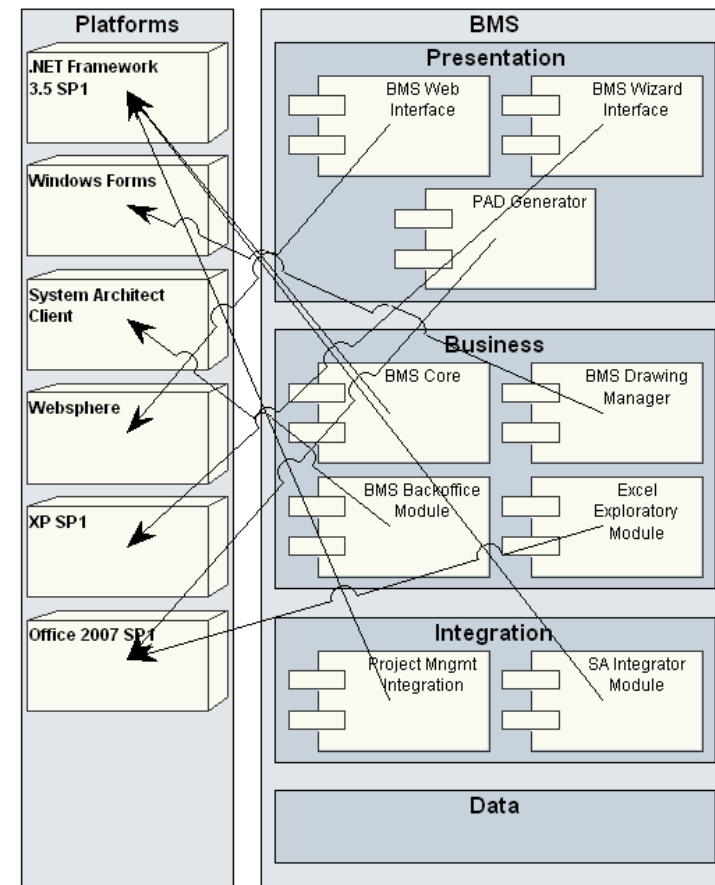 Platforms
.NET Framework
3.5 SP1
Windows Forms
System Architect
Client
Websphere
XP SP1
Office 2007 SP1
BMS
Presentation
BMS Web
Interface
BMS Wizard
Interface
PAD Generator
Business
BMS Core
BMS Drawing
Manager
BMS Backoffice
Module
Excel
Exploratory
Module
Integration
Project Mngmt
Integration
SA Integrator
Module
Data